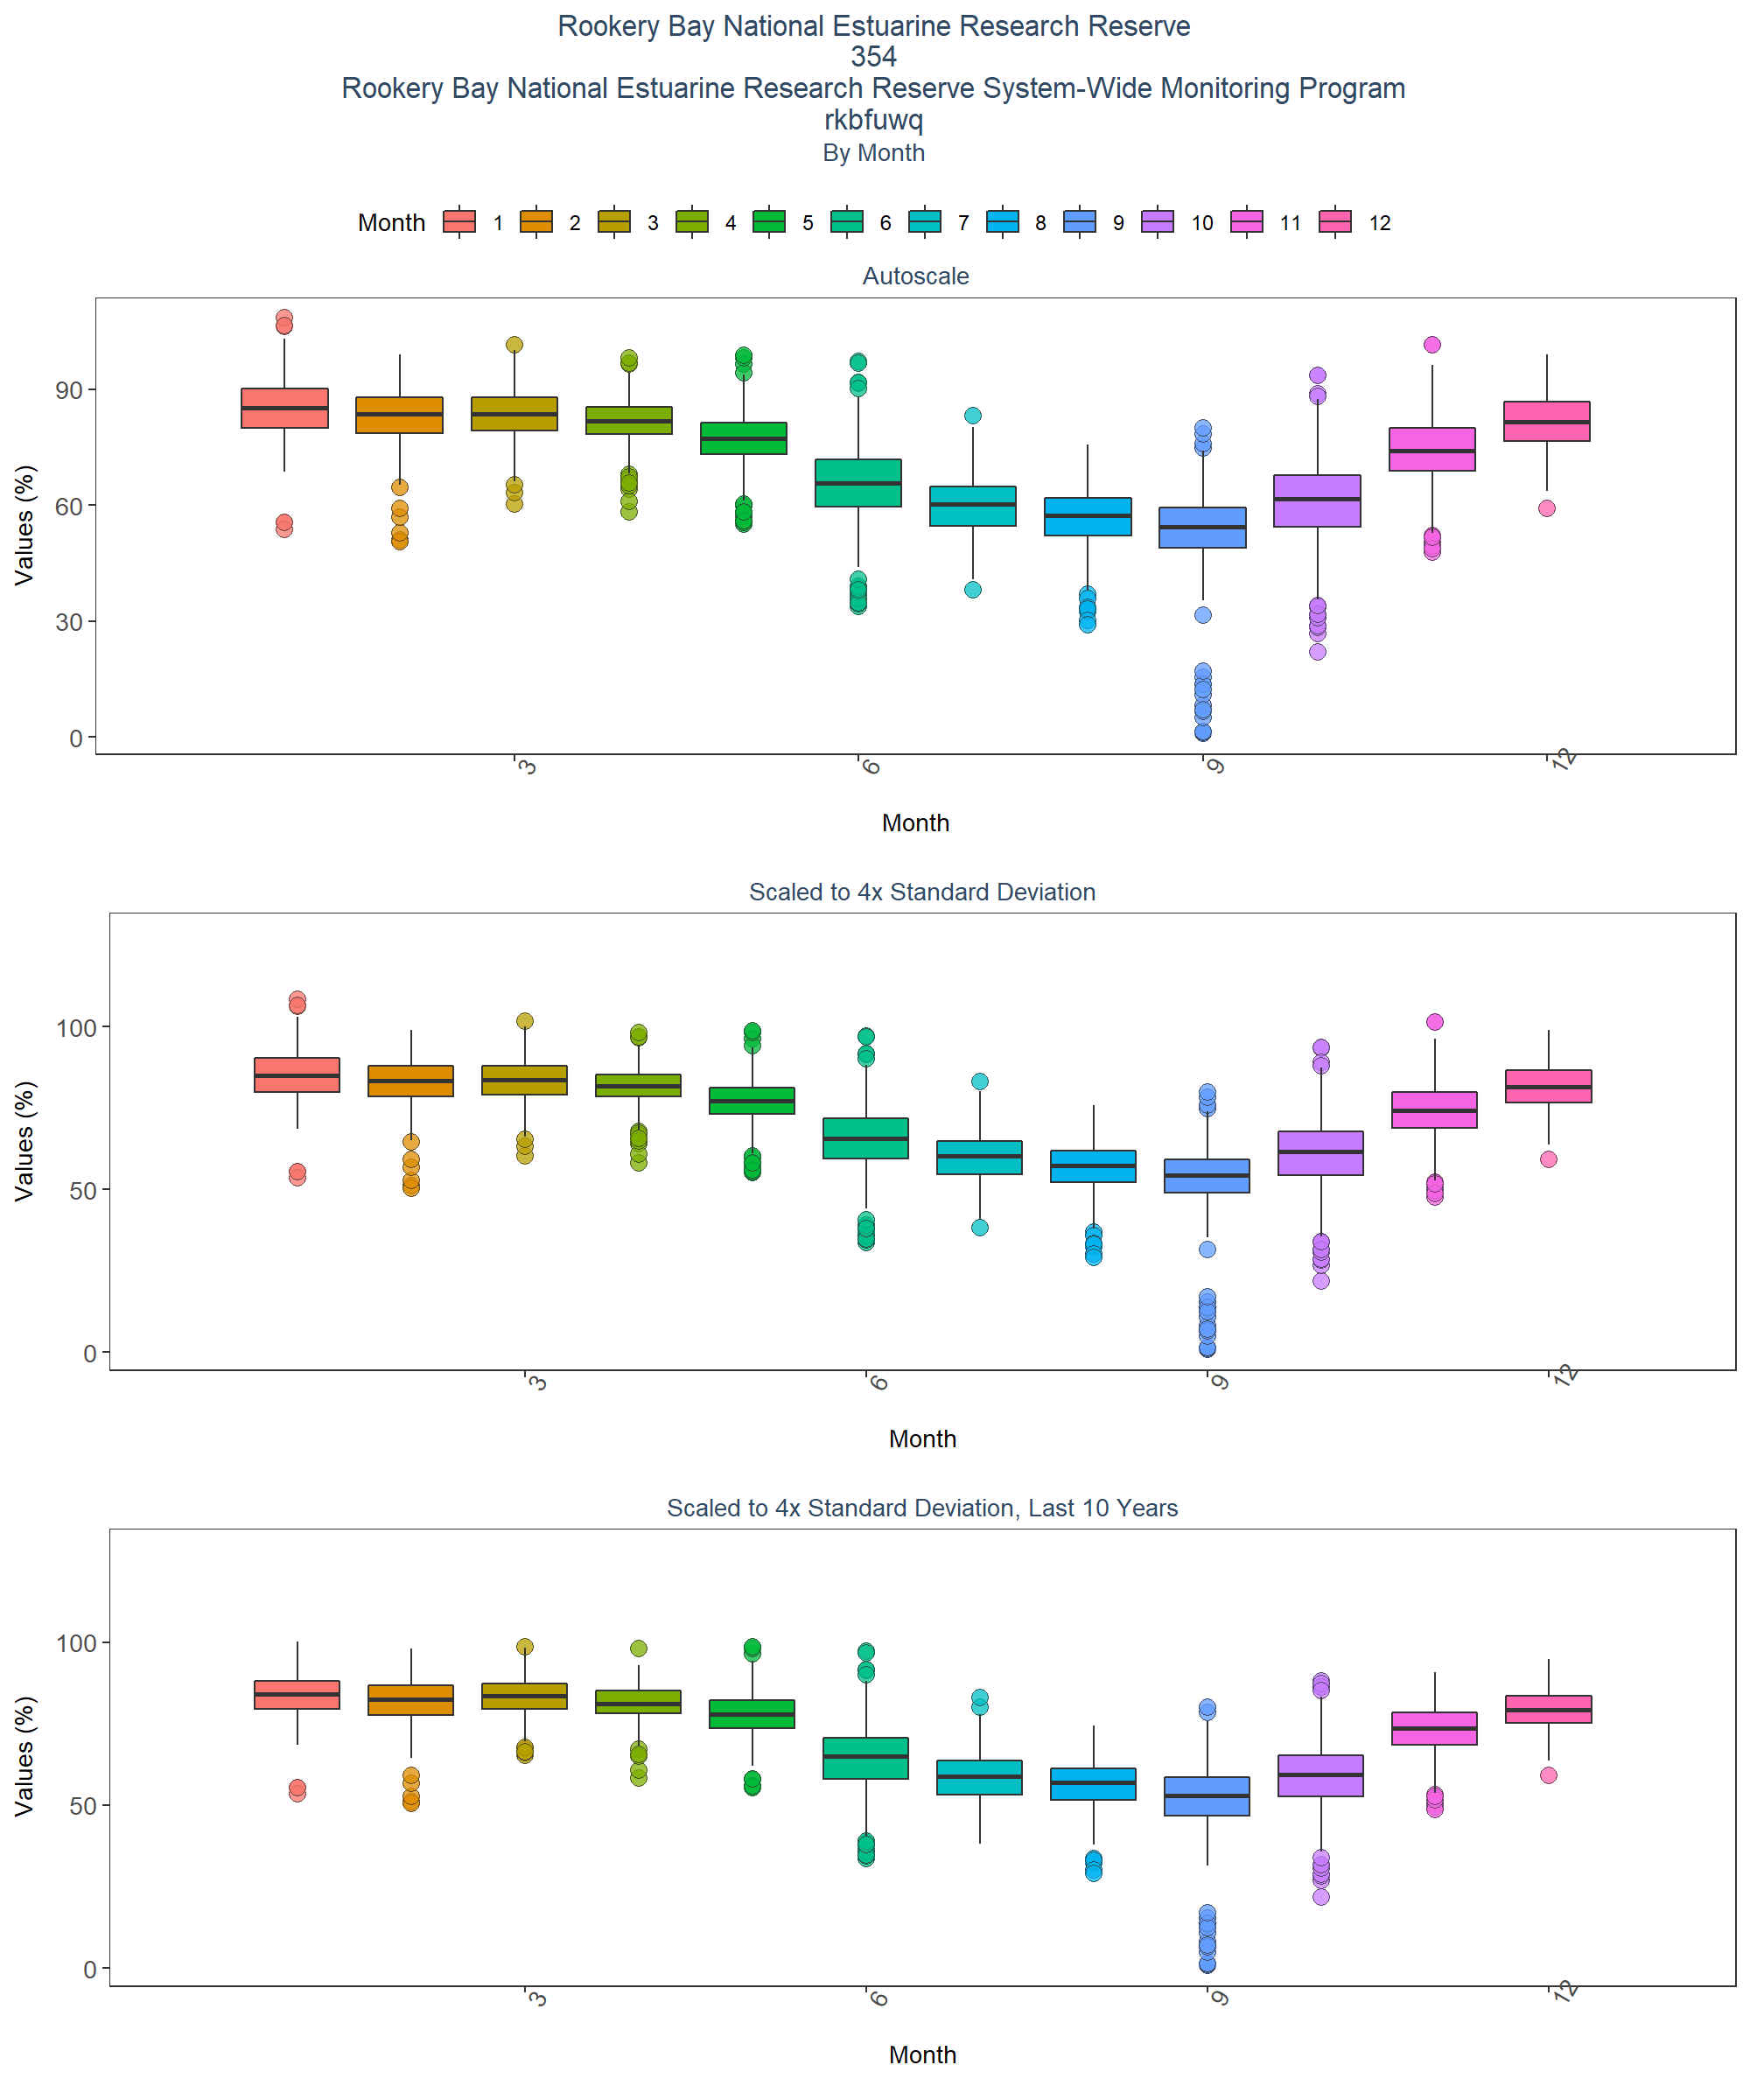 Rookery Bay National Estuarine Research Reserve
354
Rookery Bay National Estuarine Research Reserve System-Wide Monitoring Program
rkbfuwq
By Month
Month 1 2 3 4 5 6 7 8 9 10 11 12
Autoscale
Values (%)
90
60
30
0
3 6 9 12
Month
Scaled to 4x Standard Deviation
Values (%)
100
50
0
3 6 9 12
Month
Scaled to 4x Standard Deviation, Last 10 Years
Values (%)
100
50
0
3 6 9 12
Month